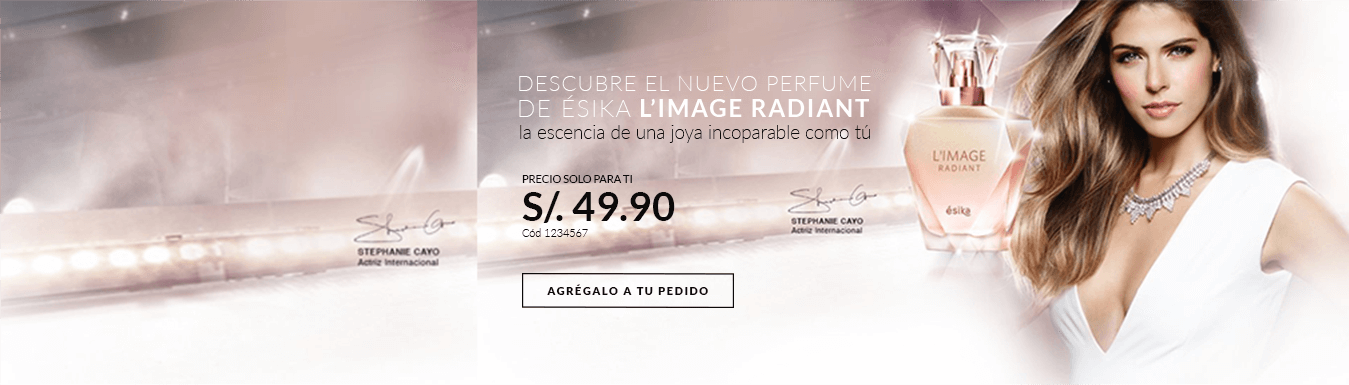 DESCUBRE EL NUEVO PERFUME
DE ÉSIKA L'IMAGE RADIANT
la escencia de una joya incoparable como tú
PRECIO SOLO PARA TI
S/. 49.90
Cód 1234567
AGRÉGALO A TU PEDIDO
STEPHANIE CAYO
Actriz Internacional
STEPHANIE CAYO
Actriz Internacional
L'IMAGE
RADIANT
ésika